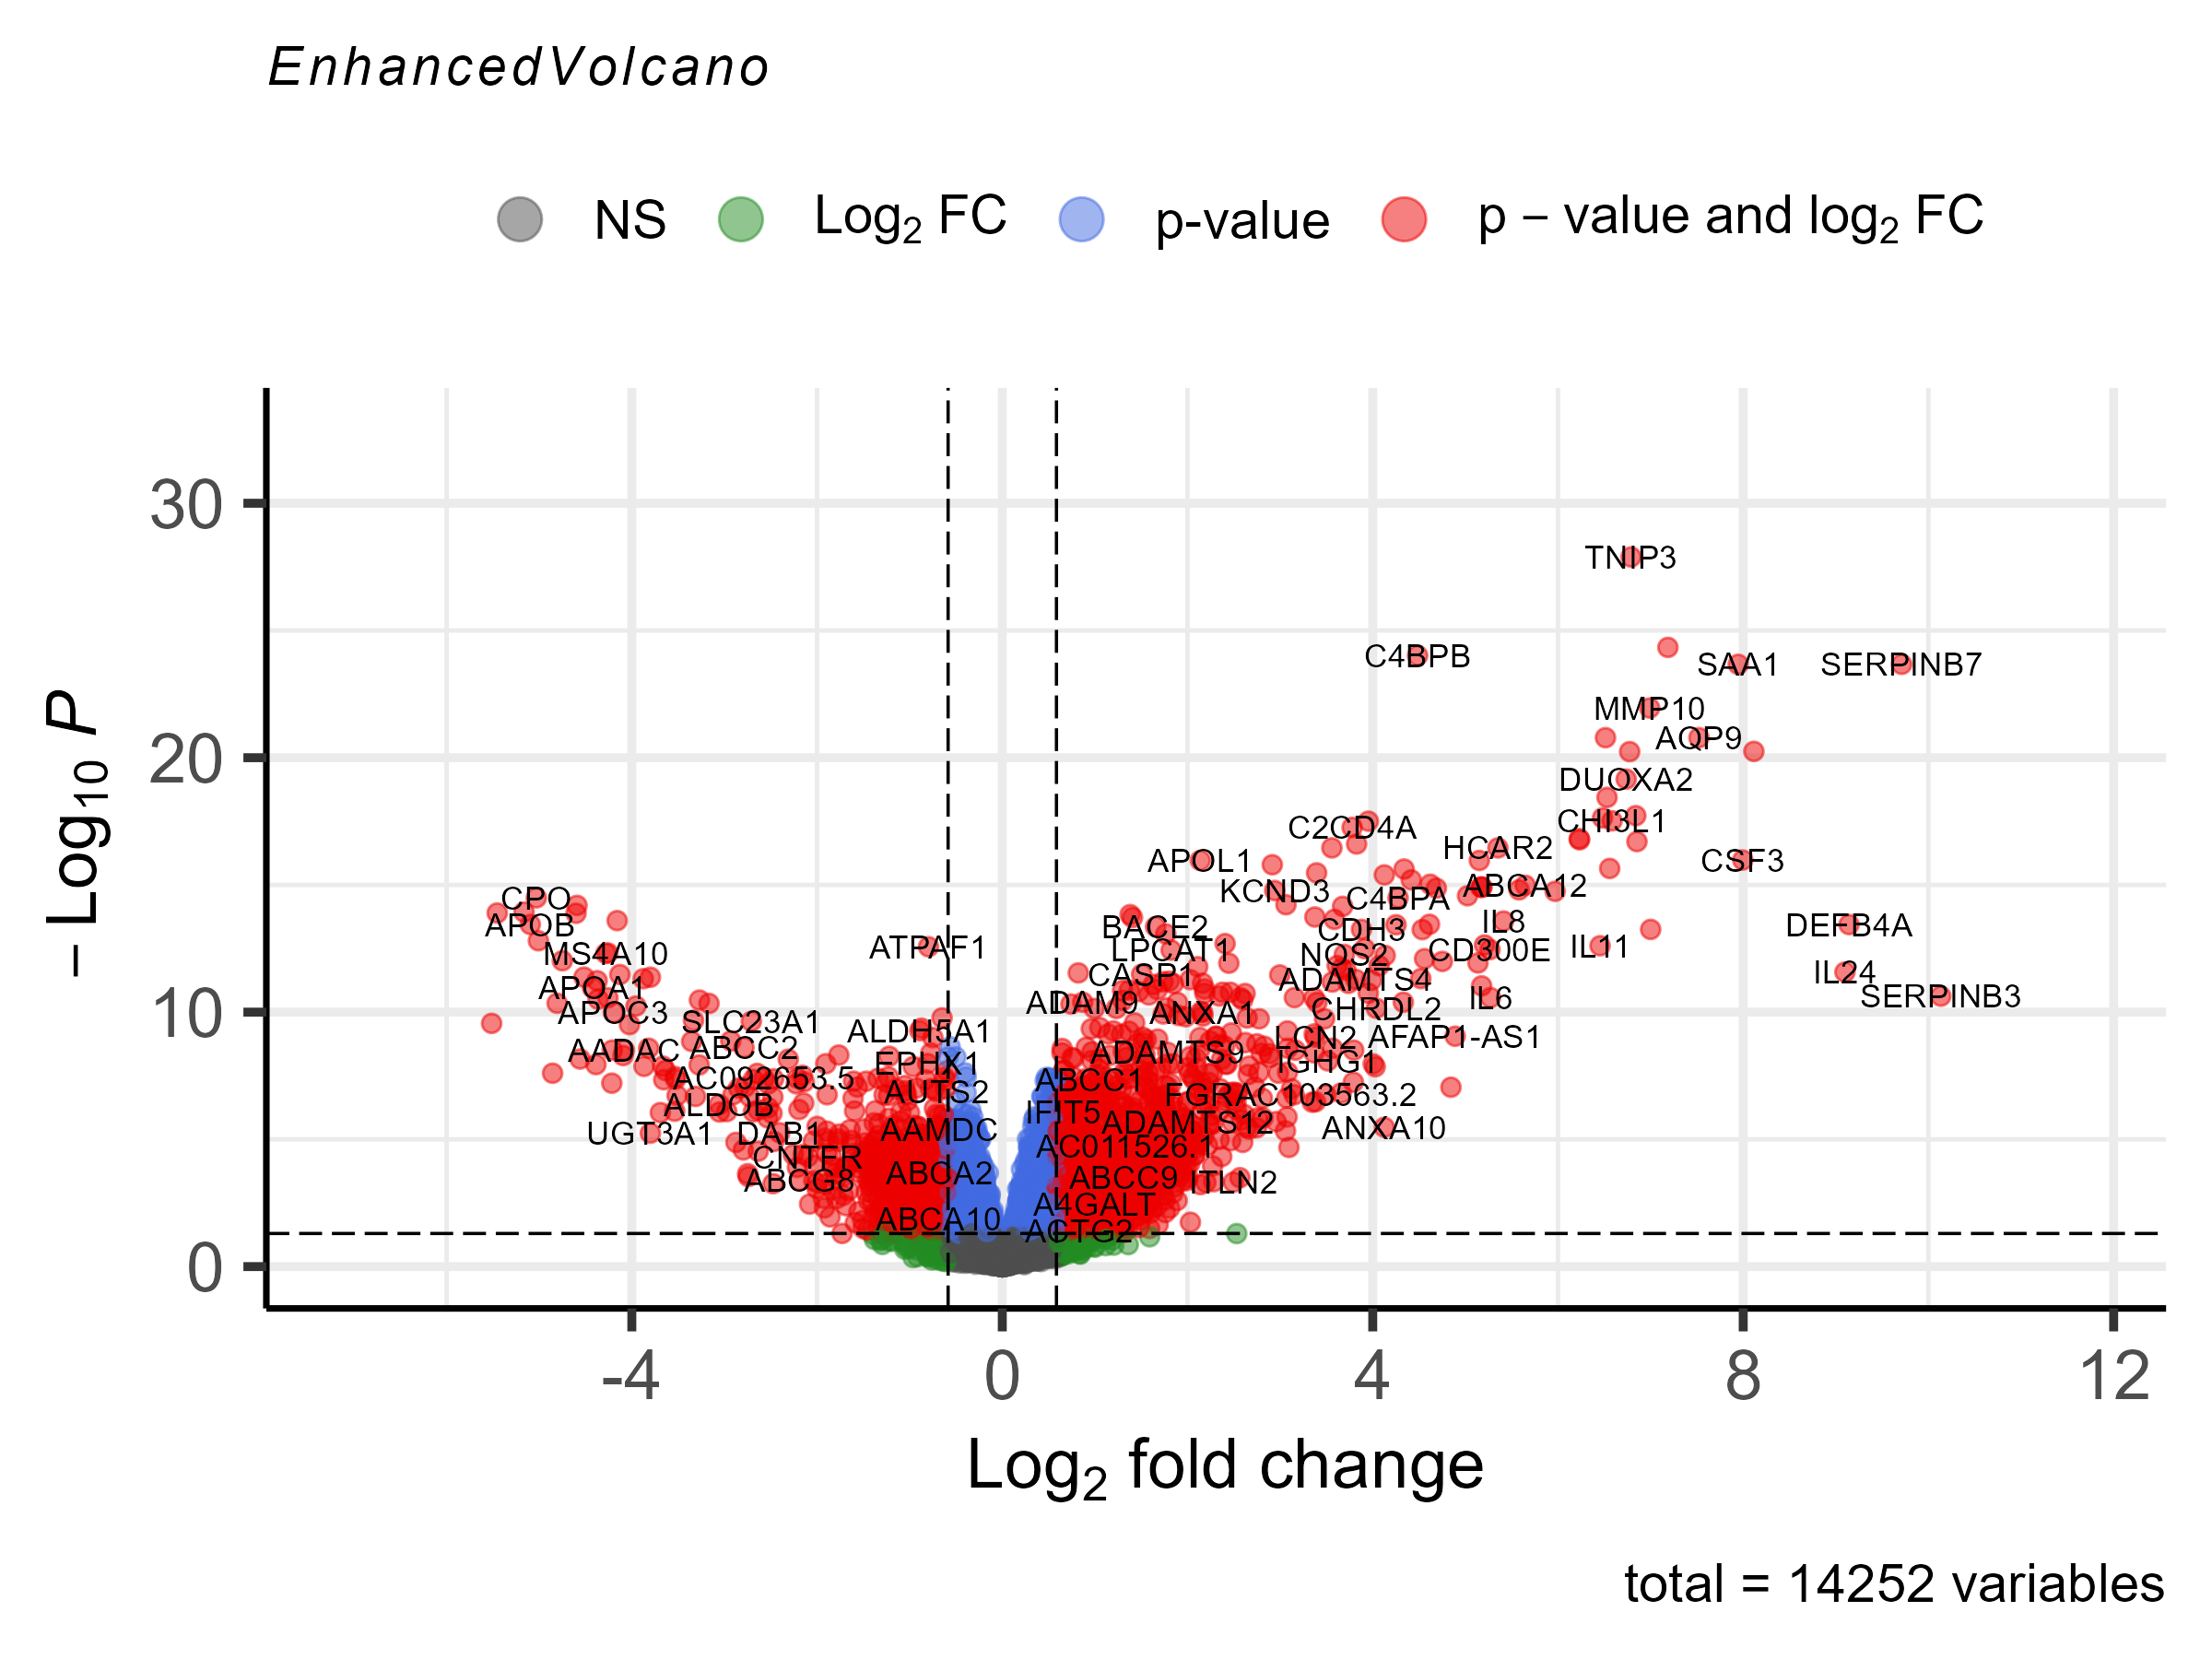 EnhancedVolcano
NS
Log2 FC
p-value
p – value and log2 FC
– Log10 P
30
20
10
0
TNIP3
C4BPB
SAA1
SERPINB7
MMP10
AQP9
DUOXA2
C2CD4A
CHI3L1
HCAR2
APOL1
CSF3
KCND3
C4BPA
ABCA12
CPO
APOB
BACE2
CDH3
IL8
DEFB4A
MS4A10
ATPAF1
LPCAT1
NOS2
CD300E
IL11
APOA1
CASP1
ADAMTS4
IL24
APOC3
ADAM9
ANXA1
CHRDL2
IL6
SERPINB3
SLC23A1
ALDH5A1
LCN2
AFAP1-AS1
AADAC
ABCC2
EPHX1
ADAMTS9
IGHG1
AC092653.5
AUTS2
ABCC1
FGR
AC103563.2
ALDOB
IFIT5
ADAMTS12
ANXA10
UGT3A1
DAB1
AAMDC
AC011526.1
CNTFR
ABCG8
ABCA2
ABCC9
ITLN2
A4GALT
ABCA10
ACTG2
-4
0
4
8
12
Log2 fold change
total = 14252 variables